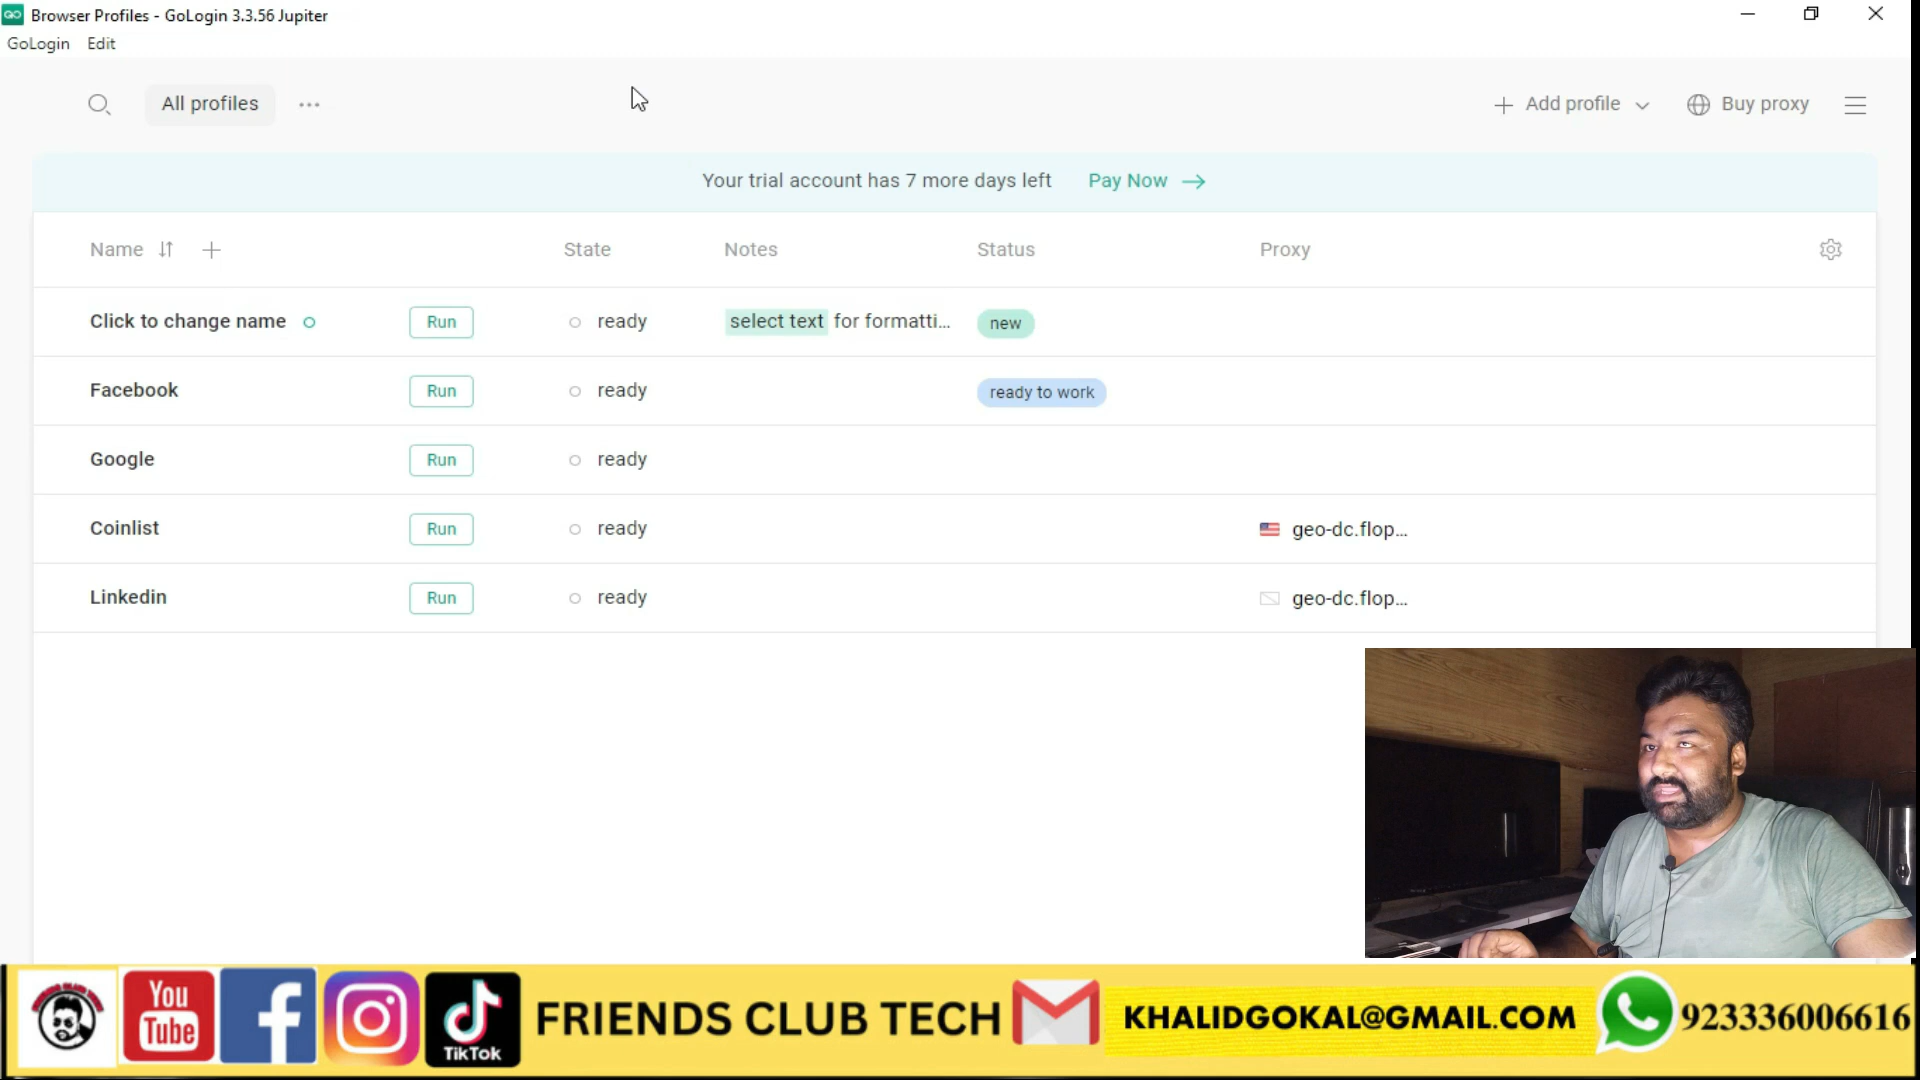 Browser Profiles - GoLogin 3.3.56 Jupiter
GoLogin Edit
All profiles
Add profile
Buy proxy
Your trial account has 7 more days left Pay Now
Name State Notes Status Proxy
Click to change name Run ready select text for formatti... new
Facebook Run ready ready to work
Google Run ready
Coinlist Run ready geo-dc.flop...
Linkedin Run ready geo-dc.flop...
You
Tube
TikTok
FRIENDS CLUB TECH
KHALIDGOKAL@GMAIL.COM
923336006616